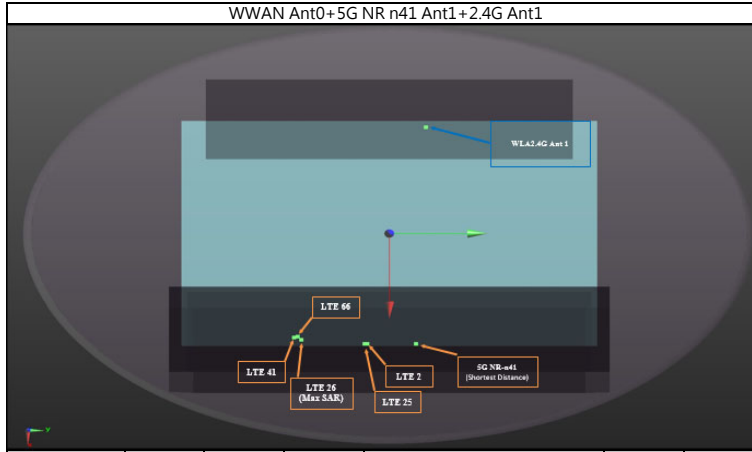 WWAN Ant0+5G NR n41 Ant1+2.4G Ant1
WLA2.4G Ant 1
LTE 66
LTE 41
LTE 26
(Max SAR)
LTE 2
LTE 25
5G NR-n41
(Shortest Distance)
Y